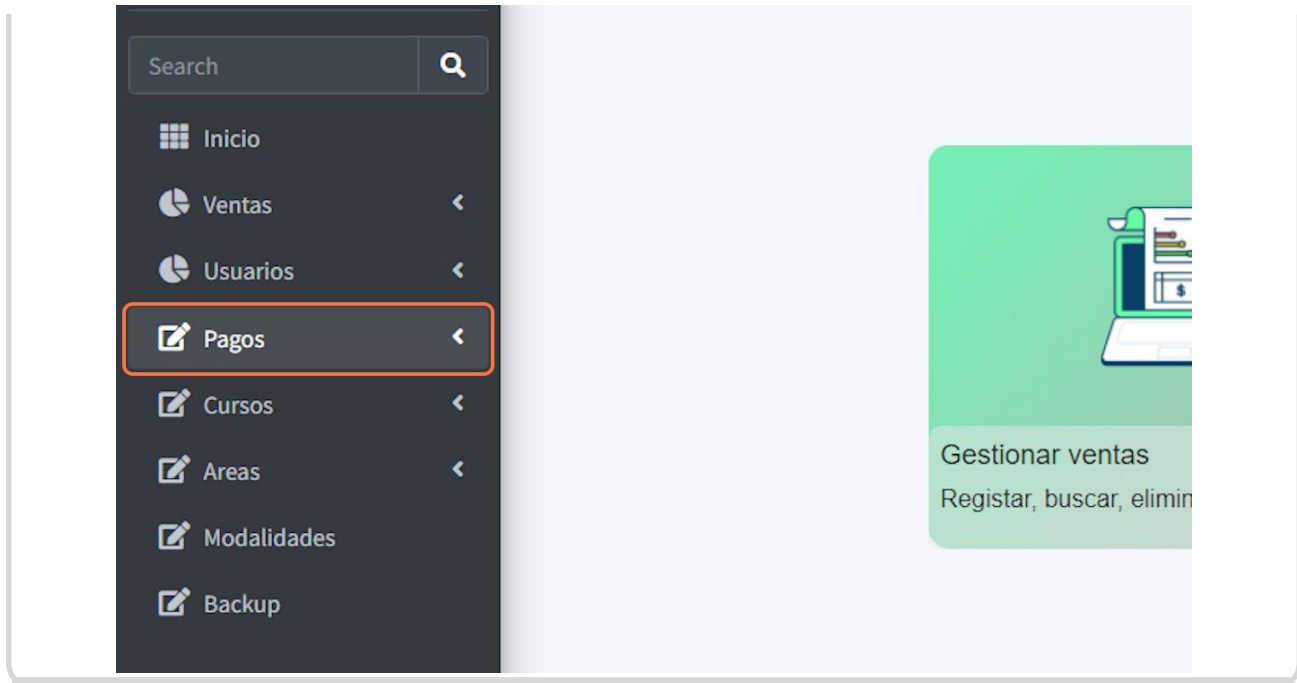 Search
Inicio
Ventas
Usuarios
Pagos
Cursos
Areas
Modalidades
Backup
$
Gestionar ventas
Registar, buscar, elimin